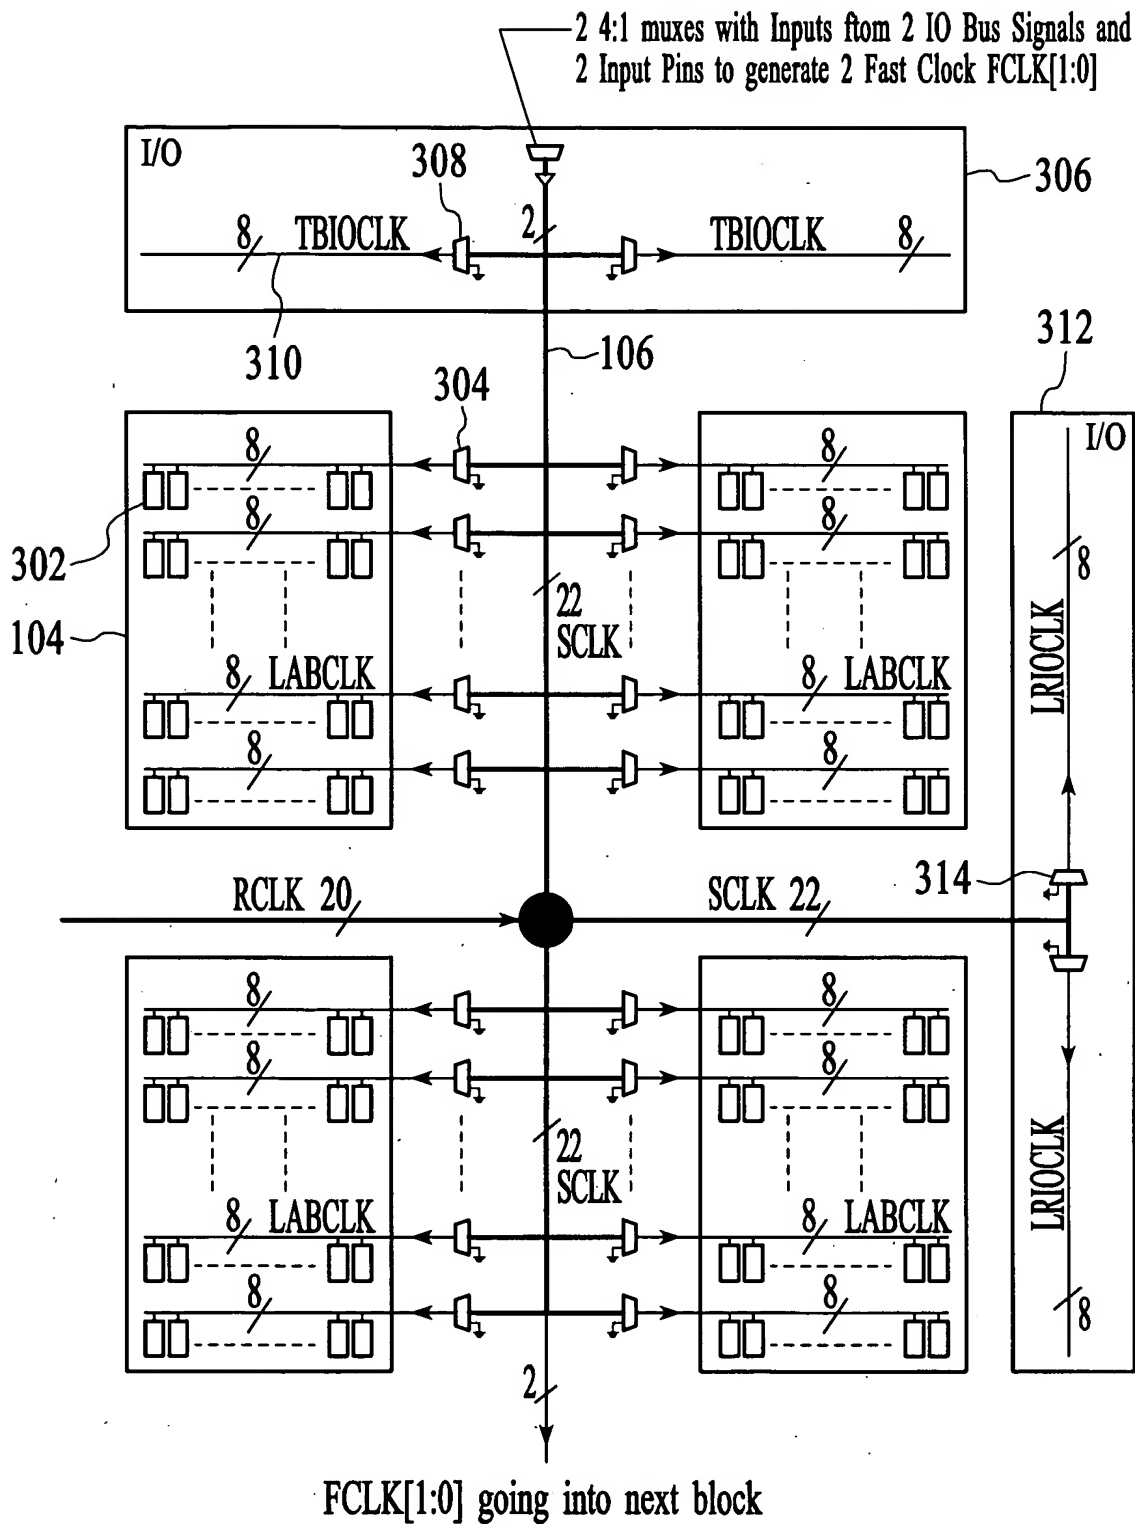 2 4:1 muxes with Inputs ftom 2 IO Bus Signals and
2 Input Pins to generate 2 Fast Clock FCLK[1:0]
I/O
308
306
8
TBIOCLK
2
TBIOCLK
8
310
106
312
304
I/O
8
8
8
8
302
8
22
SCLK
104
LRIOCLK
8 LABCLK
8 LABCLK
8
8
314
RCLK 20
SCLK 22
8
8
8
8
22
SCLK
LRIOCLK
8 LABCLK
8 LABCLK
8
8
8
2
FCLK[1:0] going into next block